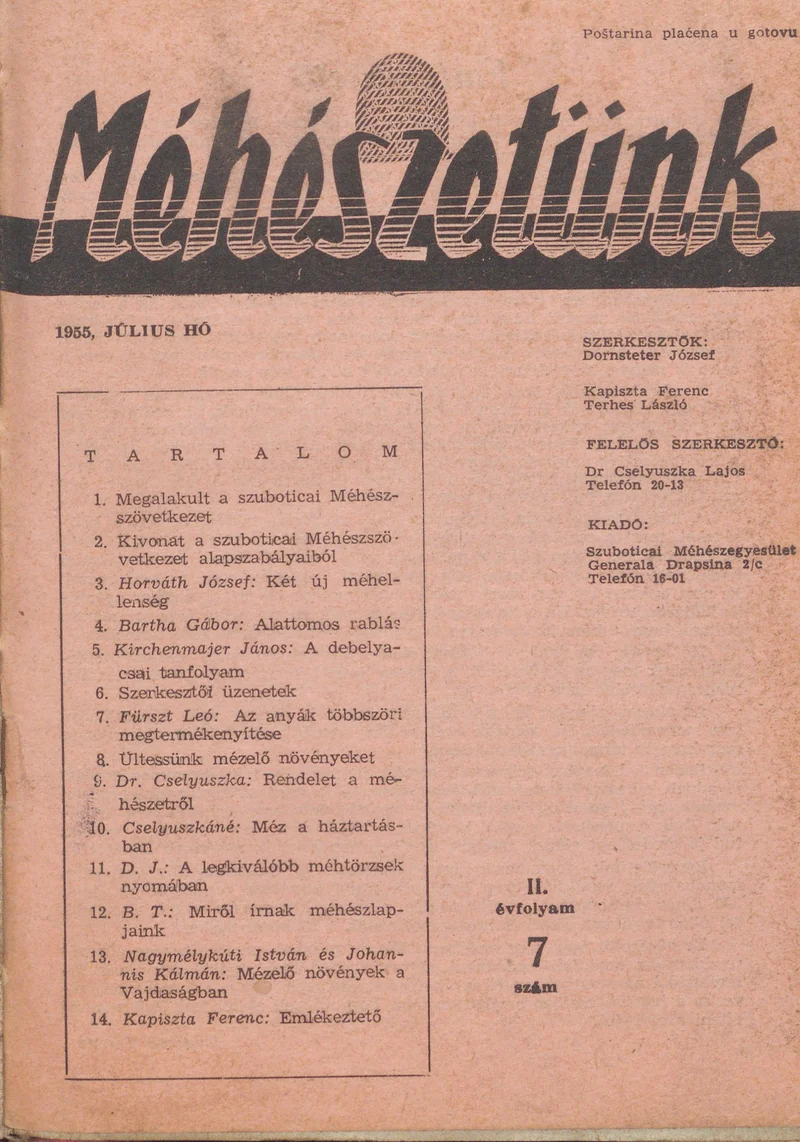 Poštarina plaćena u gotovu
Méhészetünk
1955, JÚLIUS HÓ
SZERKESZTŐK:
Dornsteter József
Kapiszta Ferenc
Terhes László
FELELŐS SZERKESZTŐ:
Dr Cselyuszka Lajos
Telefón 20-13
KIADÓ:
Szuboticai Méhészegyesület
Generala Drapsina 2/c
Telefón 16-01
TARTALOM
1. Megalakult a szuboticai Méhész-
szövetkezet
2. Kivonat a szuboticai Méhészszö-
vetkezet alapszabályaiból
3. Horváth József: Két új méhel-
lenség
4. Bartha Gábor: Alattomos rablás
5. Kirchenmajer János: A debelya-
csai tanfolyam
6. Szerkesztői üzenetek
7. Fürszt Leó: Az anyák többszöri
megtermékenyítése
8. Ültessünk mézelő növényeket
9. Dr. Cselyuszka: Rendelet a mé-
hészetről
10. Cselyuszkáné: Méz a háztartás-
ban
11. D. J.: A legkiválóbb méhtörzsek
nyomában
12. B. T.: Miről írnak méhészlap-
jaink
13. Nagymélykúti István és Johan-
nis Kálmán: Mézelő növények a
Vajdaságban
14. Kapiszta Ferenc: Emlékeztető
II.
évfolyam
7
szám